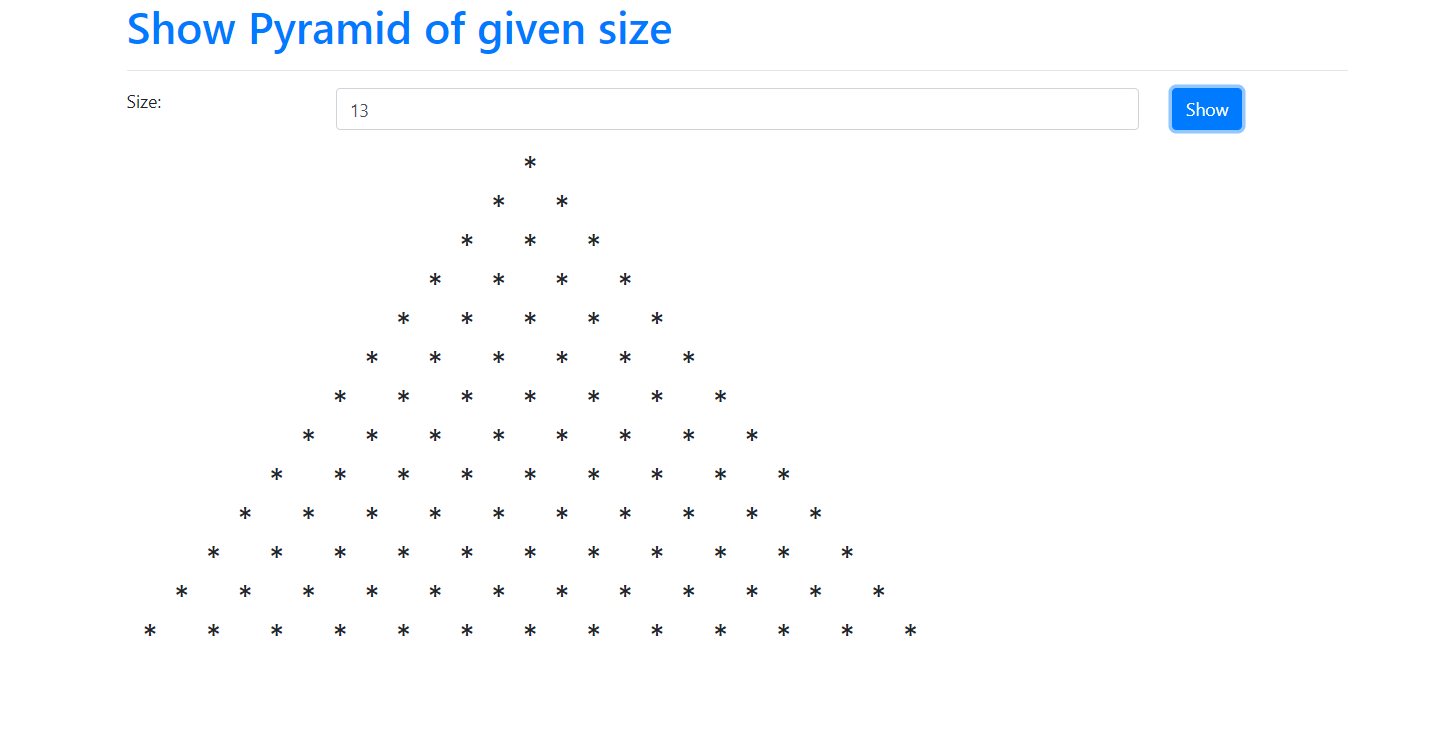 Show Pyramid of given size
Size: 13 Show
*
* *
* * *
* * * *
* * * * *
* * * * * *
* * * * * * *
* * * * * * * *
* * * * * * * * *
* * * * * * * * * *
* * * * * * * * * * *
* * * * * * * * * * * *
* * * * * * * * * * * * *